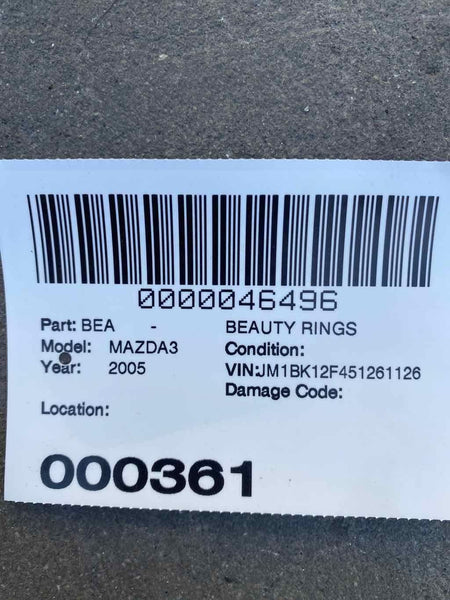 0000046496
Part: BEA - BEAUTY RINGS
Model: MAZDA3 Condition:
Year: 2005 VIN:JM1BK12F451261126
Damage Code:
Location:
000361